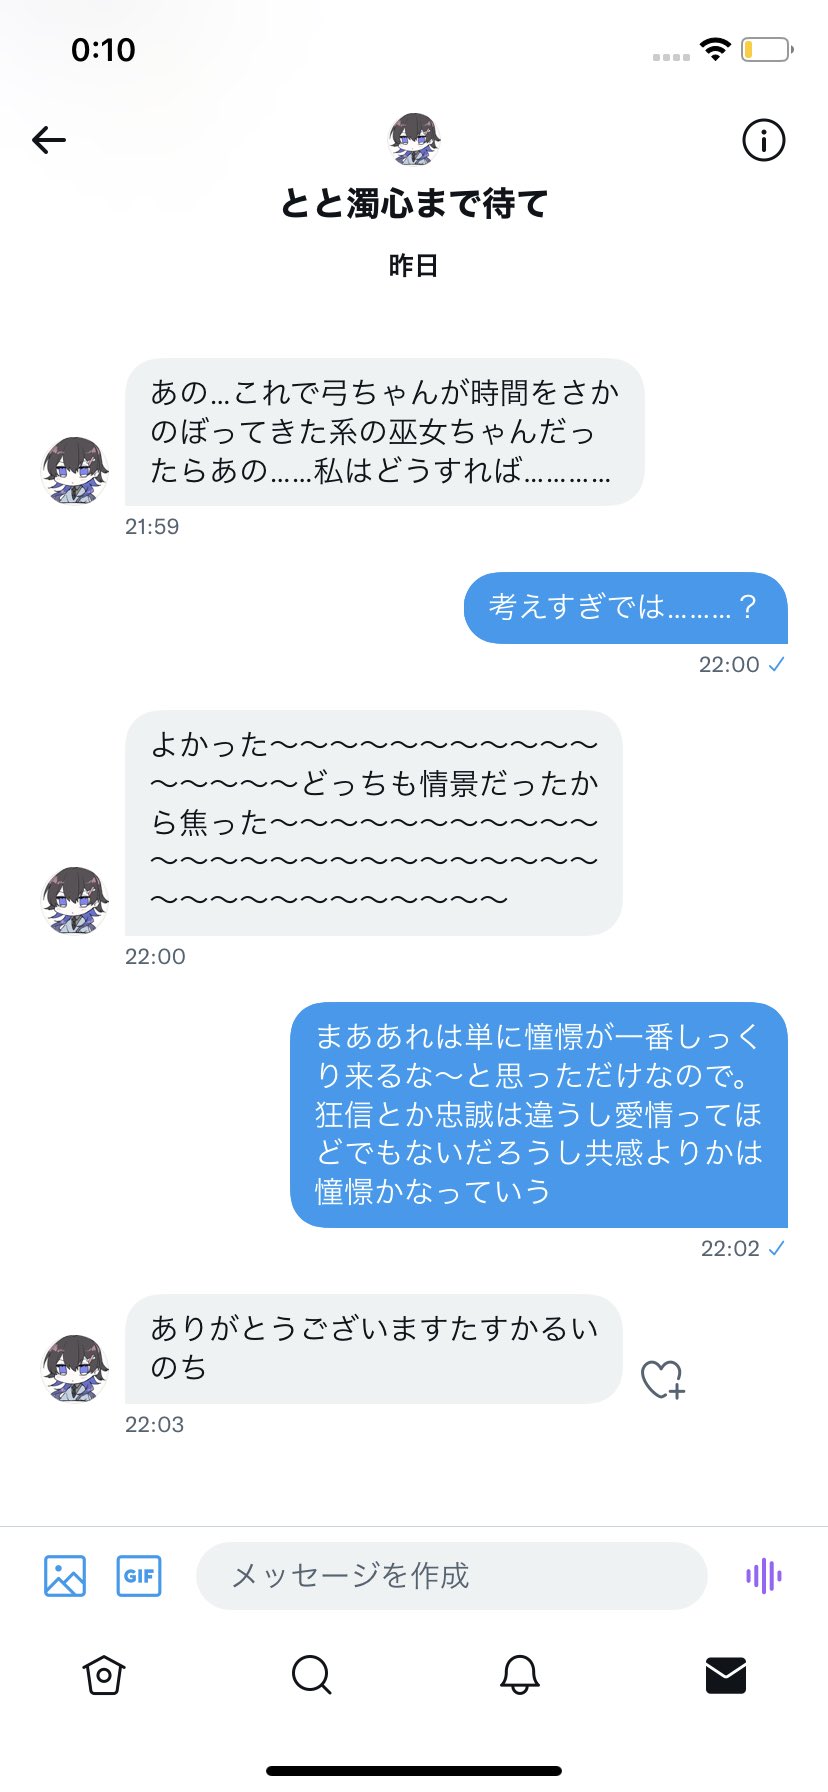 0:10
とと濁心まで待て
昨日
あの…これで弓ちゃんが時間をさか
のぼってきた系の巫女ちゃんだっ
たらあの……私はどうすれば…………
21:59
考えすぎでは………？
22:00
よかった〜〜〜〜〜〜〜〜〜〜〜
〜〜〜〜〜どっちも情景だったか
ら焦った〜〜〜〜〜〜〜〜〜〜〜
〜〜〜〜〜〜〜〜〜〜〜〜〜〜〜
〜〜〜〜〜〜〜〜〜〜〜〜
22:00
まああれは単に憧憬が一番しっく
り来るな〜と思っただけなので。
狂信とか忠誠は違うし愛情ってほ
どでもないだろうし共感よりかは
憧憬かなっていう
22:02
ありがとうございますたすかるい
のち
22:03
GIF
メッセージを作成